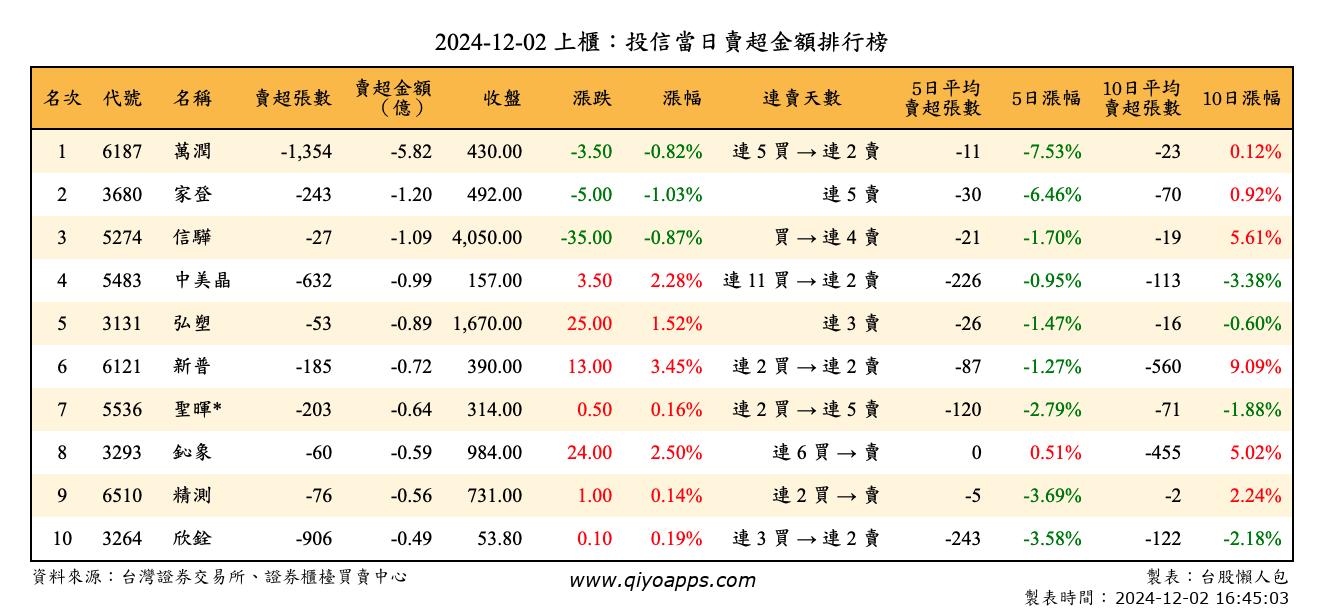 2024-12-02 上櫃：投信當日賣超金額排行榜
名次 代號 名稱 賣超張數 賣超金額（億） 收盤 漲跌 漲幅 連賣天數 5日平均賣超張數 5日漲幅 10日平均賣超張數 10日漲幅
1 6187 萬潤 -1,354 -5.82 430.00 -3.50 -0.82% 連 5 買 → 連 2 賣 -11 -7.53% -23 0.12%
2 3680 家登 -243 -1.20 492.00 -5.00 -1.03% 連 5 賣 -30 -6.46% -70 0.92%
3 5274 信驊 -27 -1.09 4,050.00 -35.00 -0.87% 買 → 連 4 賣 -21 -1.70% -19 5.61%
4 5483 中美晶 -632 -0.99 157.00 3.50 2.28% 連 11 買 → 連 2 賣 -226 -0.95% -113 -3.38%
5 3131 弘塑 -53 -0.89 1,670.00 25.00 1.52% 連 3 賣 -26 -1.47% -16 -0.60%
6 6121 新普 -185 -0.72 390.00 13.00 3.45% 連 2 買 → 連 2 賣 -87 -1.27% -560 9.09%
7 5536 聖暉* -203 -0.64 314.00 0.50 0.16% 連 2 買 → 連 5 賣 -120 -2.79% -71 -1.88%
8 3293 鈊象 -60 -0.59 984.00 24.00 2.50% 連 6 買 → 賣 0 0.51% -455 5.02%
9 6510 精測 -76 -0.56 731.00 1.00 0.14% 連 2 買 → 賣 -5 -3.69% -2 2.24%
10 3264 欣銓 -906 -0.49 53.80 0.10 0.19% 連 3 買 → 連 2 賣 -243 -3.58% -122 -2.18%
資料來源：台灣證券交易所、證券櫃檯買賣中心 www.qiyoapps.com 製表：台股懶人包
製表時間：2024-12-02 16:45:03